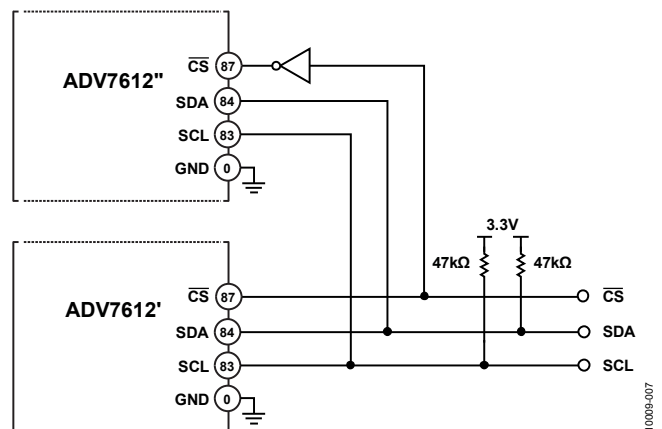 ADV7612"
CS 87
SDA 84
SCL 83
GND 0
3.3V
47kΩ 47kΩ
ADV7612'
CS 87 CS
SDA 84 SDA
SCL 83 SCL
GND 0
10009-007